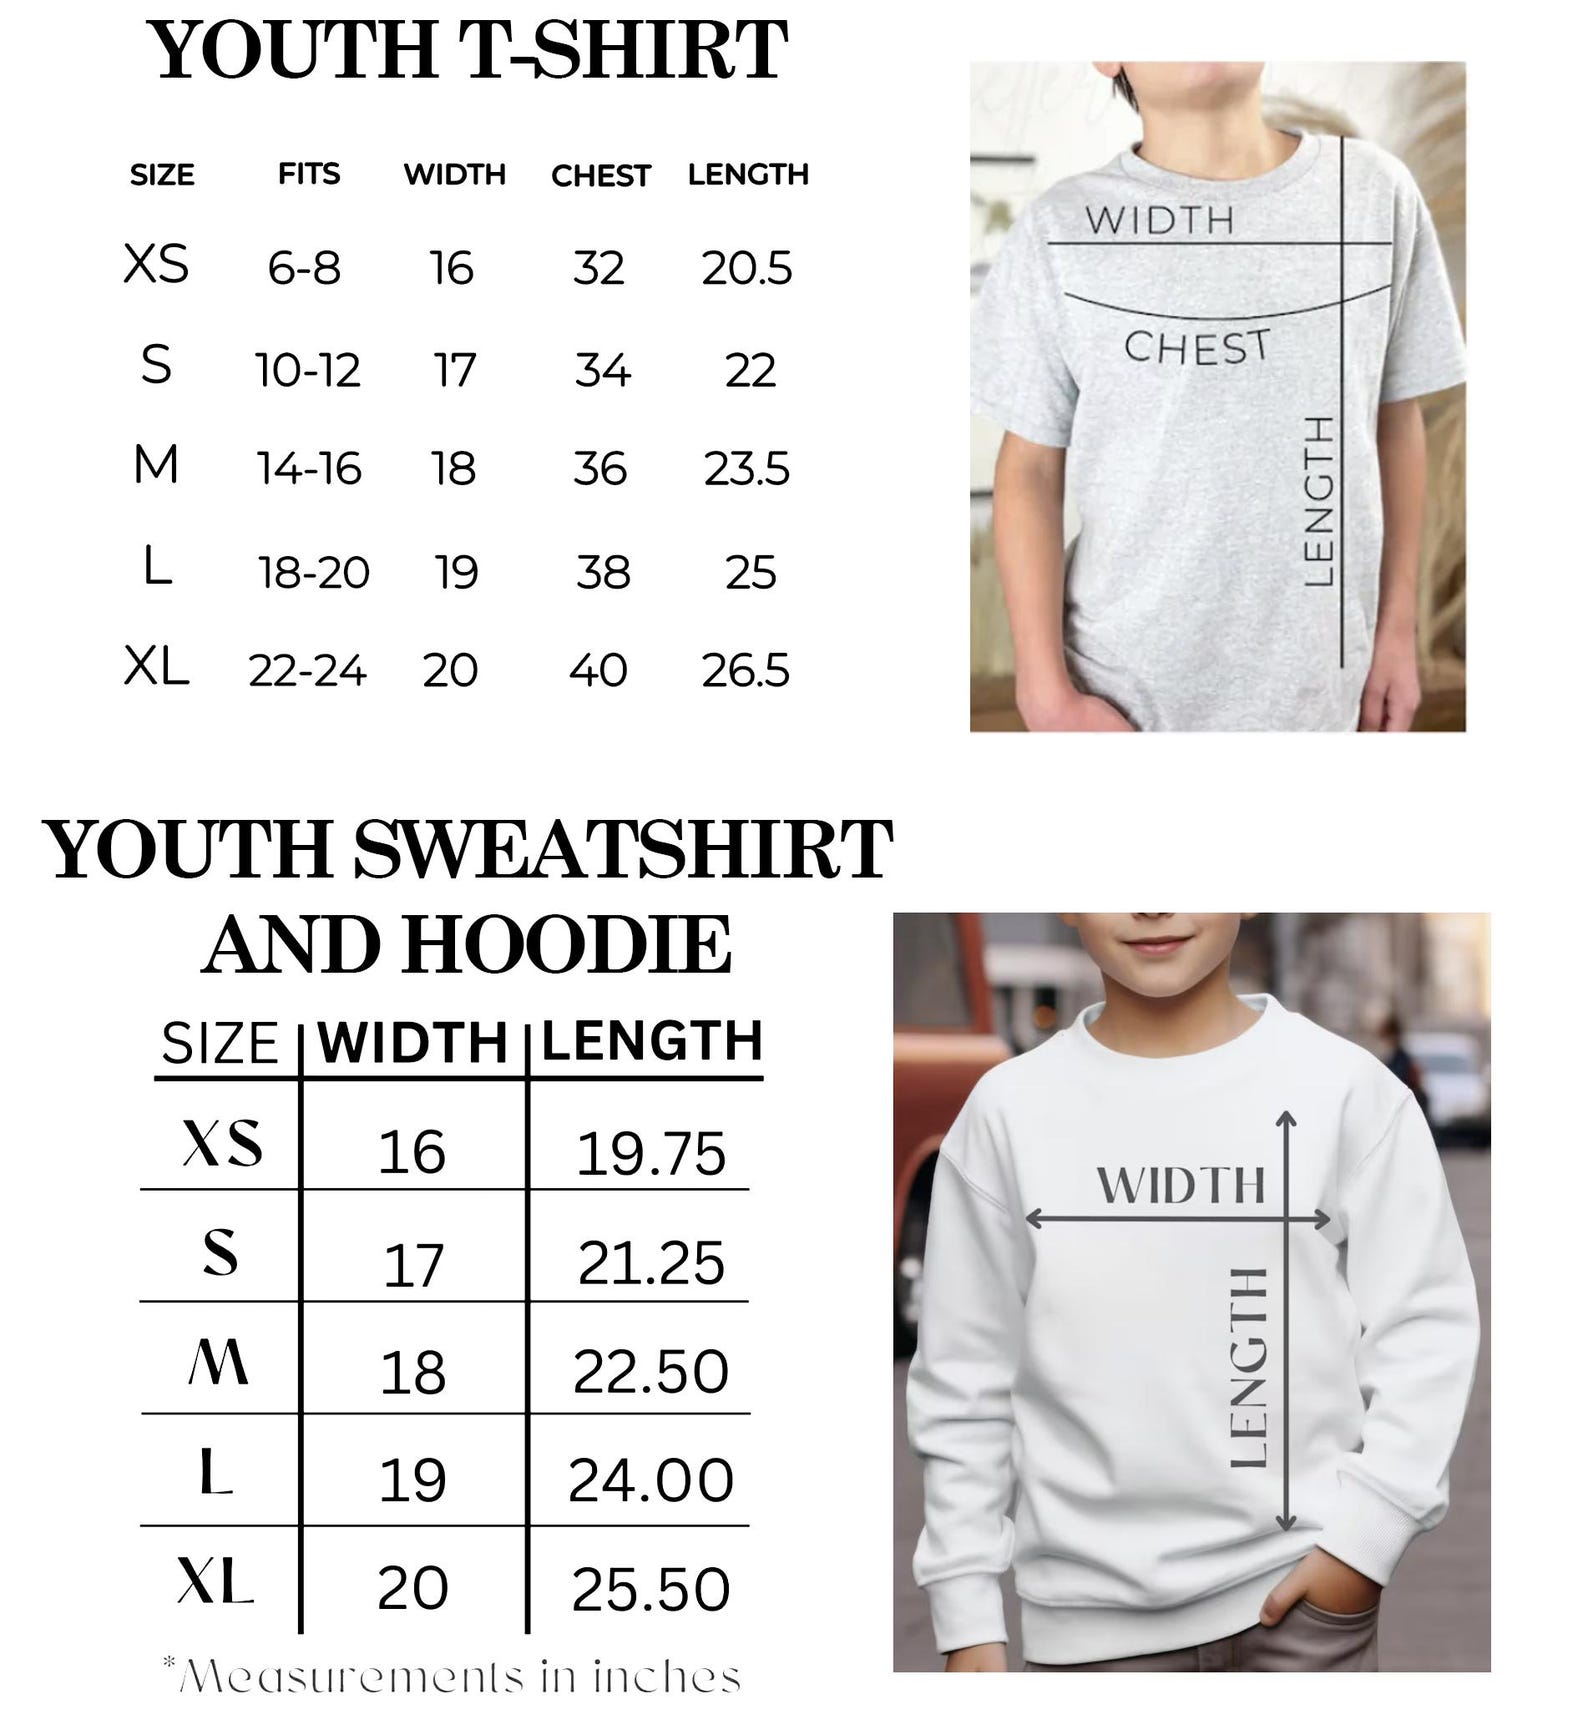 YOUTH T-SHIRT
SIZE FITS WIDTH CHEST LENGTH
XS 6-8 16 32 20.5
S 10-12 17 34 22
M 14-16 18 36 23.5
L 18-20 19 38 25
XL 22-24 20 40 26.5
WIDTH
CHEST
LENGTH
YOUTH SWEATSHIRT
AND HOODIE
SIZE WIDTH LENGTH
XS 16 19.75
S 17 21.25
M 18 22.50
L 19 24.00
XL 20 25.50
*Measurements in inches
WIDTH
LENGTH